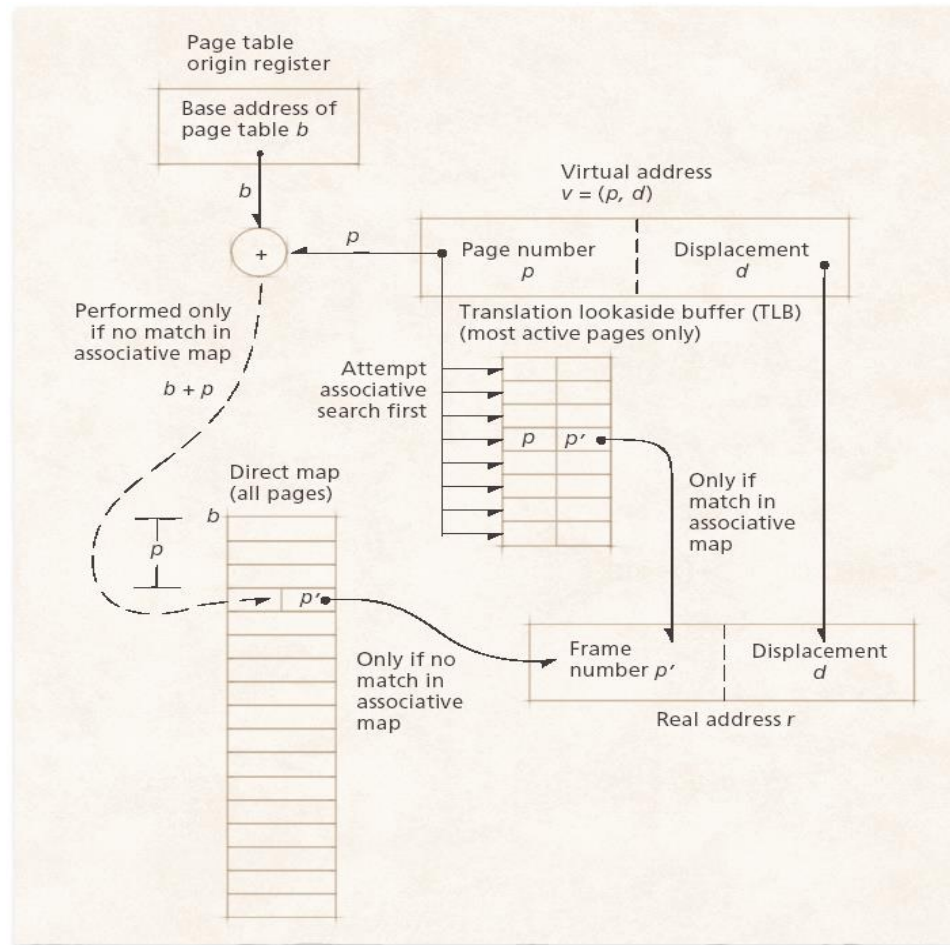 Page table
origin register
Base address of
page table b
b
Virtual address
v = (p, d)
p
+
Page number
p
Displacement
d
Performed only
if no match in
associative map
b + p
Translation lookaside buffer (TLB)
(most active pages only)
Attempt
associative
search first
p
p′
Only if
match in
associative
map
Direct map
(all pages)
b
p
p′
Only if no
match in
associative
map
Frame
number p′
Displacement
d
Real address r